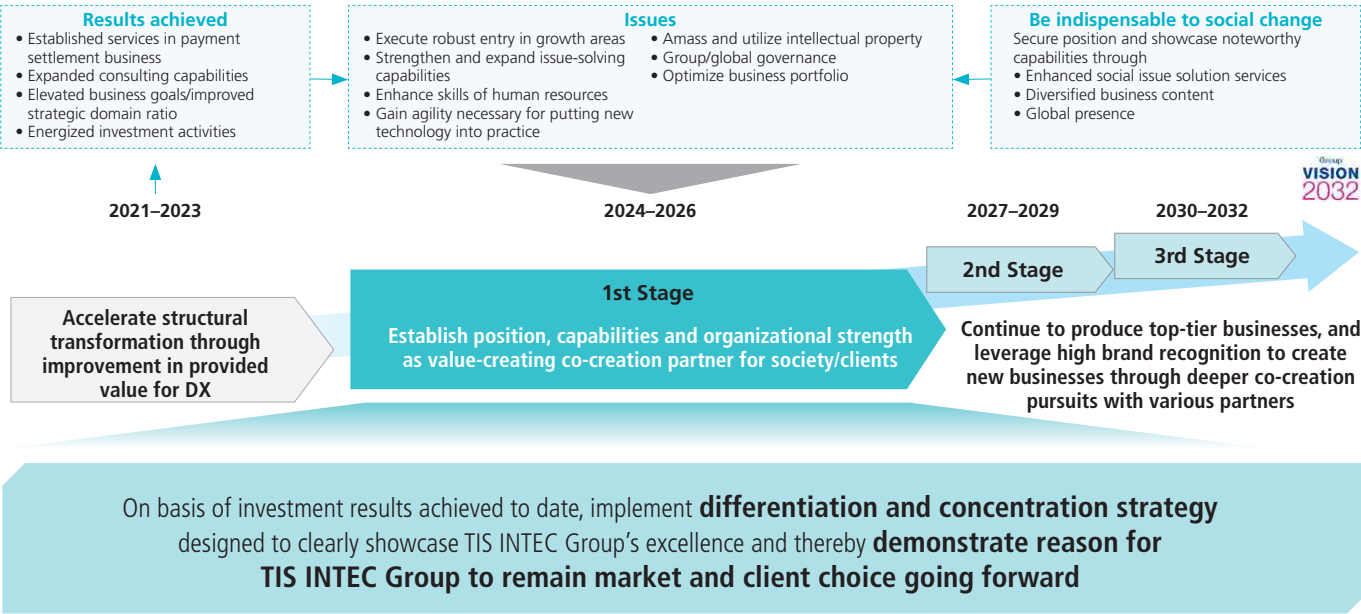 Results achieved
• Established services in payment
settlement business
• Expanded consulting capabilities
• Elevated business goals/improved
strategic domain ratio
• Energized investment activities
Issues
• Execute robust entry in growth areas
• Strengthen and expand issue-solving
capabilities
• Enhance skills of human resources
• Gain agility necessary for putting new
technology into practice
• Amass and utilize intellectual property
• Group/global governance
• Optimize business portfolio
Be indispensable to social change
Secure position and showcase noteworthy
capabilities through
• Enhanced social issue solution services
• Diversified business content
• Global presence
Group
VISION
2032
2021–2023
2024–2026
2027–2029
2030–2032
Accelerate structural
transformation through
improvement in provided
value for DX
1st Stage
Establish position, capabilities and organizational strength
as value-creating co-creation partner for society/clients
2nd Stage
3rd Stage
Continue to produce top-tier businesses, and
leverage high brand recognition to create
new businesses through deeper co-creation
pursuits with various partners
On basis of investment results achieved to date, implement differentiation and concentration strategy
designed to clearly showcase TIS INTEC Group's excellence and thereby demonstrate reason for
TIS INTEC Group to remain market and client choice going forward